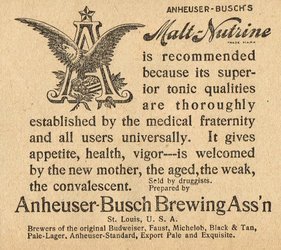 ANHEUSER-BUSCH'S
Malt-Nutrine
TRADE MARK
is recommended
because its super-
ior tonic qualities
are thoroughly
established by the medical fraternity
and all users universally. It gives
appetite, health, vigor—is welcomed
by the new mother, the aged, the weak,
the convalescent. Sold by druggists.
Prepared by
Anheuser-Busch Brewing Ass'n
St. Louis, U. S. A.
Brewers of the original Budweiser, Faust, Michelob, Black & Tan,
Pale-Lager, Anheuser-Standard, Export Pale and Exquisite.